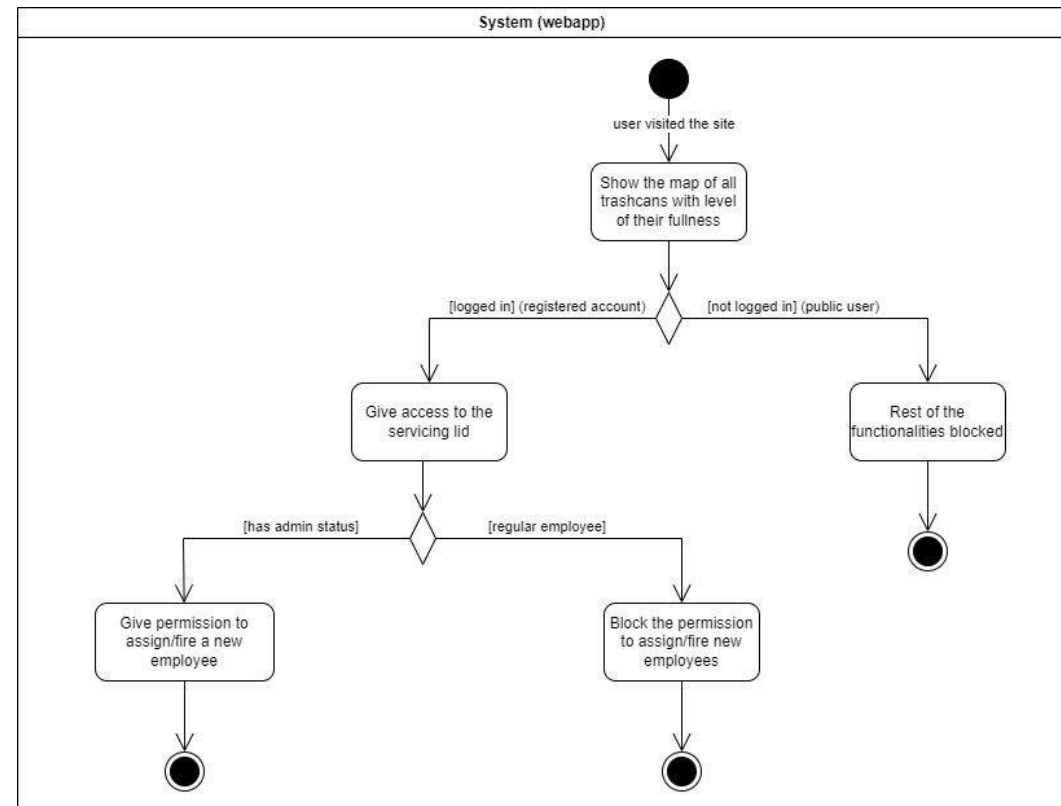 System (webapp)
user visited the site
Show the map of all
trashcans with level
of their fullness
[logged in] (registered account)
[not logged in] (public user)
Give access to the
servicing lid
Rest of the
functionalities blocked
[has admin status]
[regular employee]
Give permission to
assign/fire a new
employee
Block the permission
to assign/fire new
employees